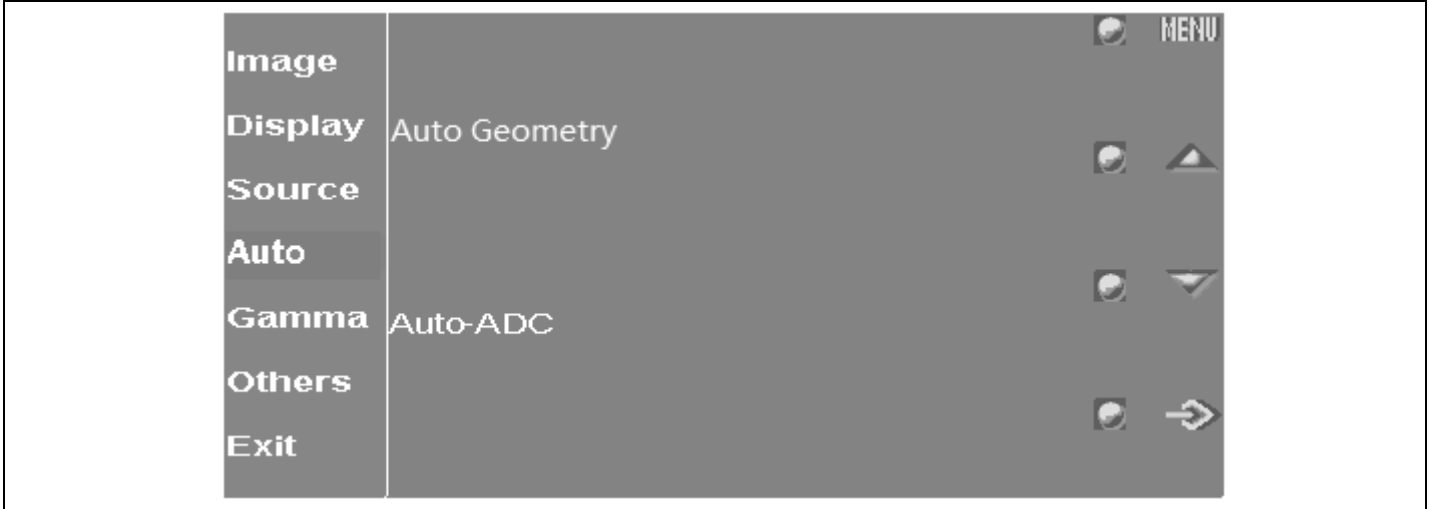 MENU
Image
Display
Auto Geometry
Source
Auto
Gamma
Auto-ADC
Others
Exit